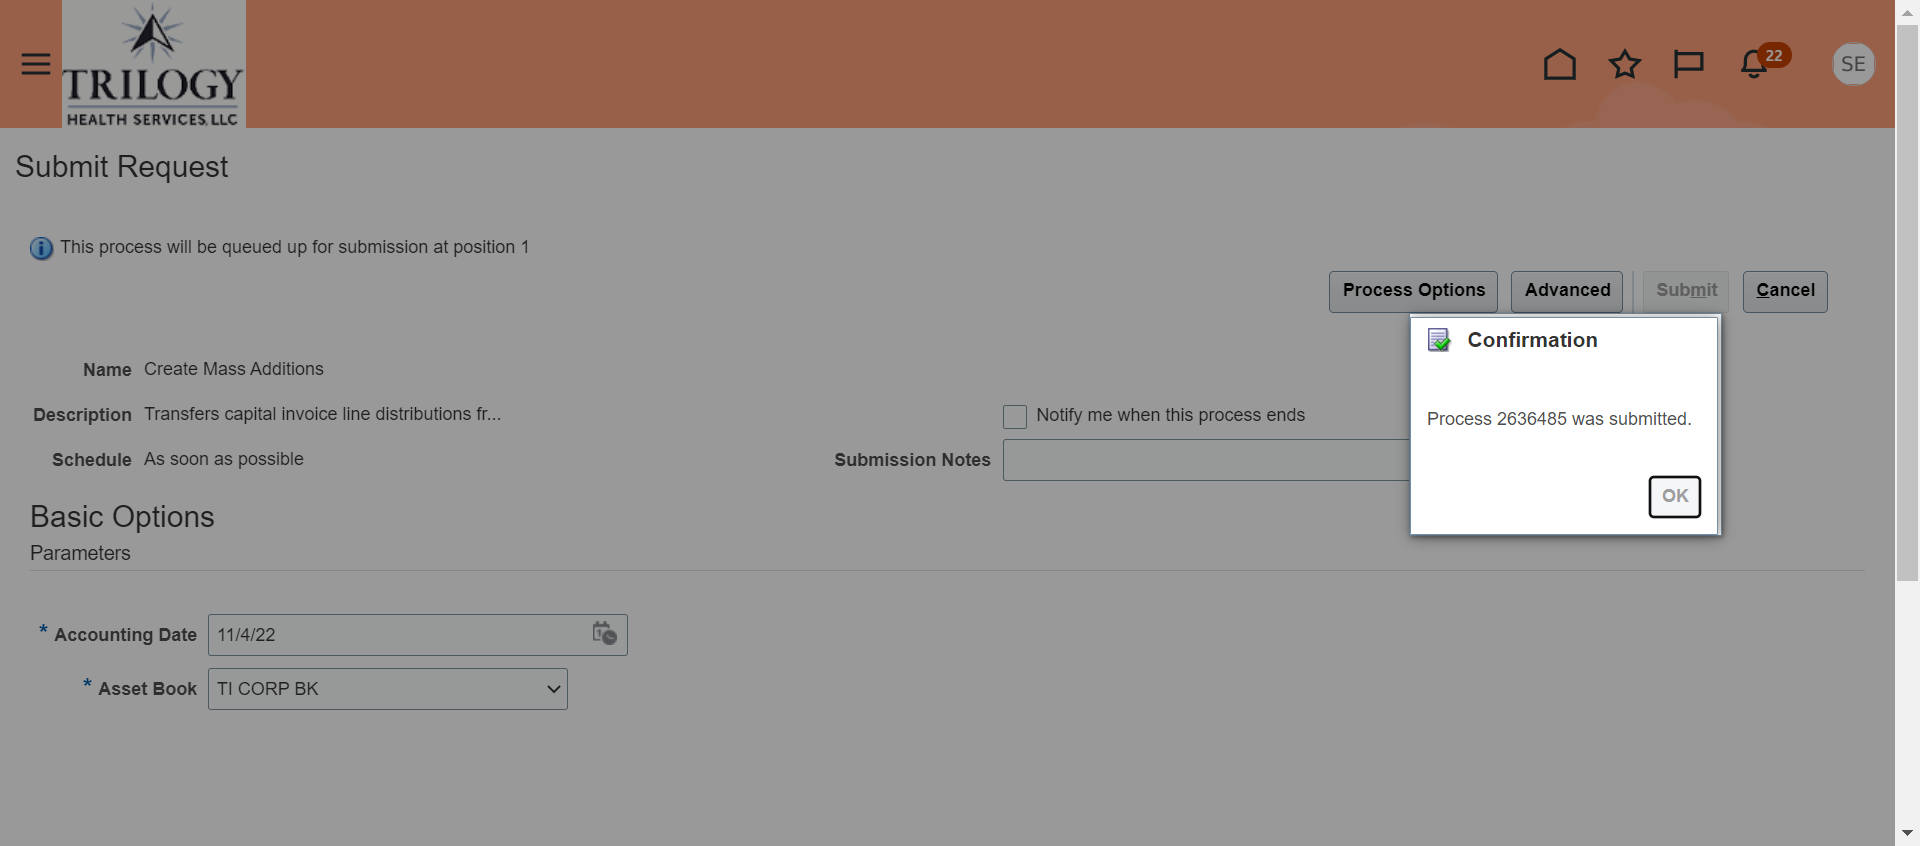 TRILOGY
HEALTH SERVICES, LLC
22
SE
Submit Request
This process will be queued up for submission at position 1
Process Options
Advanced
Submit
Cancel
Confirmation
Process 2636485 was submitted.
OK
Name Create Mass Additions
Description Transfers capital invoice line distributions fr...
Notify me when this process ends
Schedule As soon as possible
Submission Notes
Basic Options
Parameters
* Accounting Date 11/4/22
* Asset Book TI CORP BK